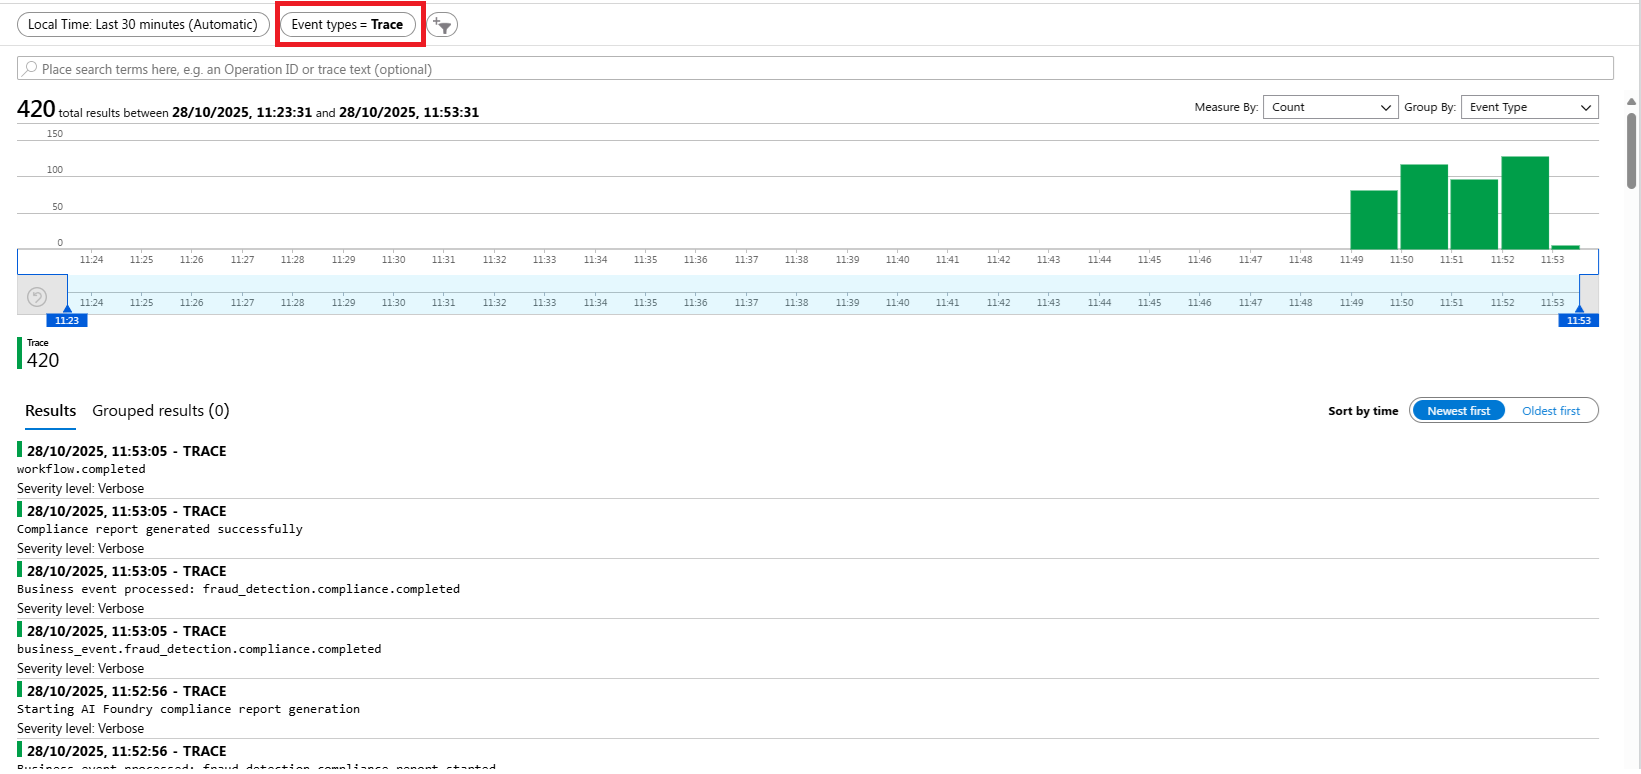 Local Time: Last 30 minutes (Automatic) Event types = Trace
Place search terms here, e.g. an Operation ID or trace text (optional)
420 total results between 28/10/2025, 11:23:31 and 28/10/2025, 11:53:31 Measure By: Count Group By: Event Type
150
100
50
0
11:24 11:25 11:26 11:27 11:28 11:29 11:30 11:31 11:32 11:33 11:34 11:35 11:36 11:37 11:38 11:39 11:40 11:41 11:42 11:43 11:44 11:45 11:46 11:47 11:48 11:49 11:50 11:51 11:52 11:53
11:24 11:25 11:26 11:27 11:28 11:29 11:30 11:31 11:32 11:33 11:34 11:35 11:36 11:37 11:38 11:39 11:40 11:41 11:42 11:43 11:44 11:45 11:46 11:47 11:48 11:49 11:50 11:51 11:52 11:53
11:23 11:53
Trace
420
Results Grouped results (0) Sort by time Newest first Oldest first
28/10/2025, 11:53:05 - TRACE
workflow.completed
Severity level: Verbose
28/10/2025, 11:53:05 - TRACE
Compliance report generated successfully
Severity level: Verbose
28/10/2025, 11:53:05 - TRACE
Business event processed: fraud_detection.compliance.completed
Severity level: Verbose
28/10/2025, 11:53:05 - TRACE
business_event.fraud_detection.compliance.completed
Severity level: Verbose
28/10/2025, 11:52:56 - TRACE
Starting AI Foundry compliance report generation
Severity level: Verbose
28/10/2025, 11:52:56 - TRACE
Business event processed: fraud_detection.compliance.report_started